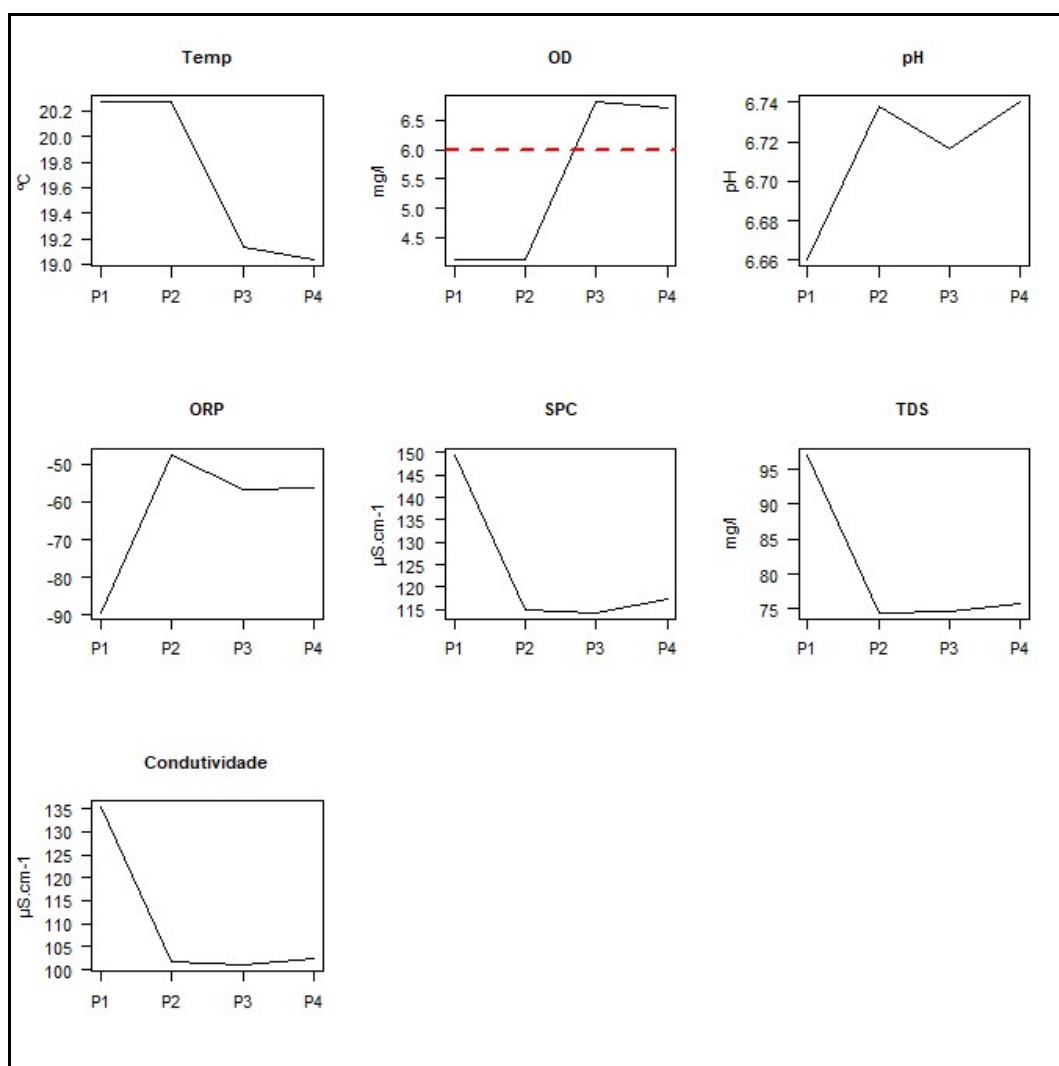 Temp
ºC
20.2
20.0
19.8
19.6
19.4
19.2
19.0
P1 P2 P3 P4
OD
mg/l
6.5
6.0
5.5
5.0
4.5
P1 P2 P3 P4
pH
pH
6.74
6.72
6.70
6.68
6.66
P1 P2 P3 P4
ORP
-50
-60
-70
-80
-90
P1 P2 P3 P4
SPC
µS.cm-1
150
145
140
135
130
125
120
115
P1 P2 P3 P4
TDS
mg/l
95
90
85
80
75
P1 P2 P3 P4
Condutividade
µS.cm-1
135
130
125
120
115
110
105
100
P1 P2 P3 P4